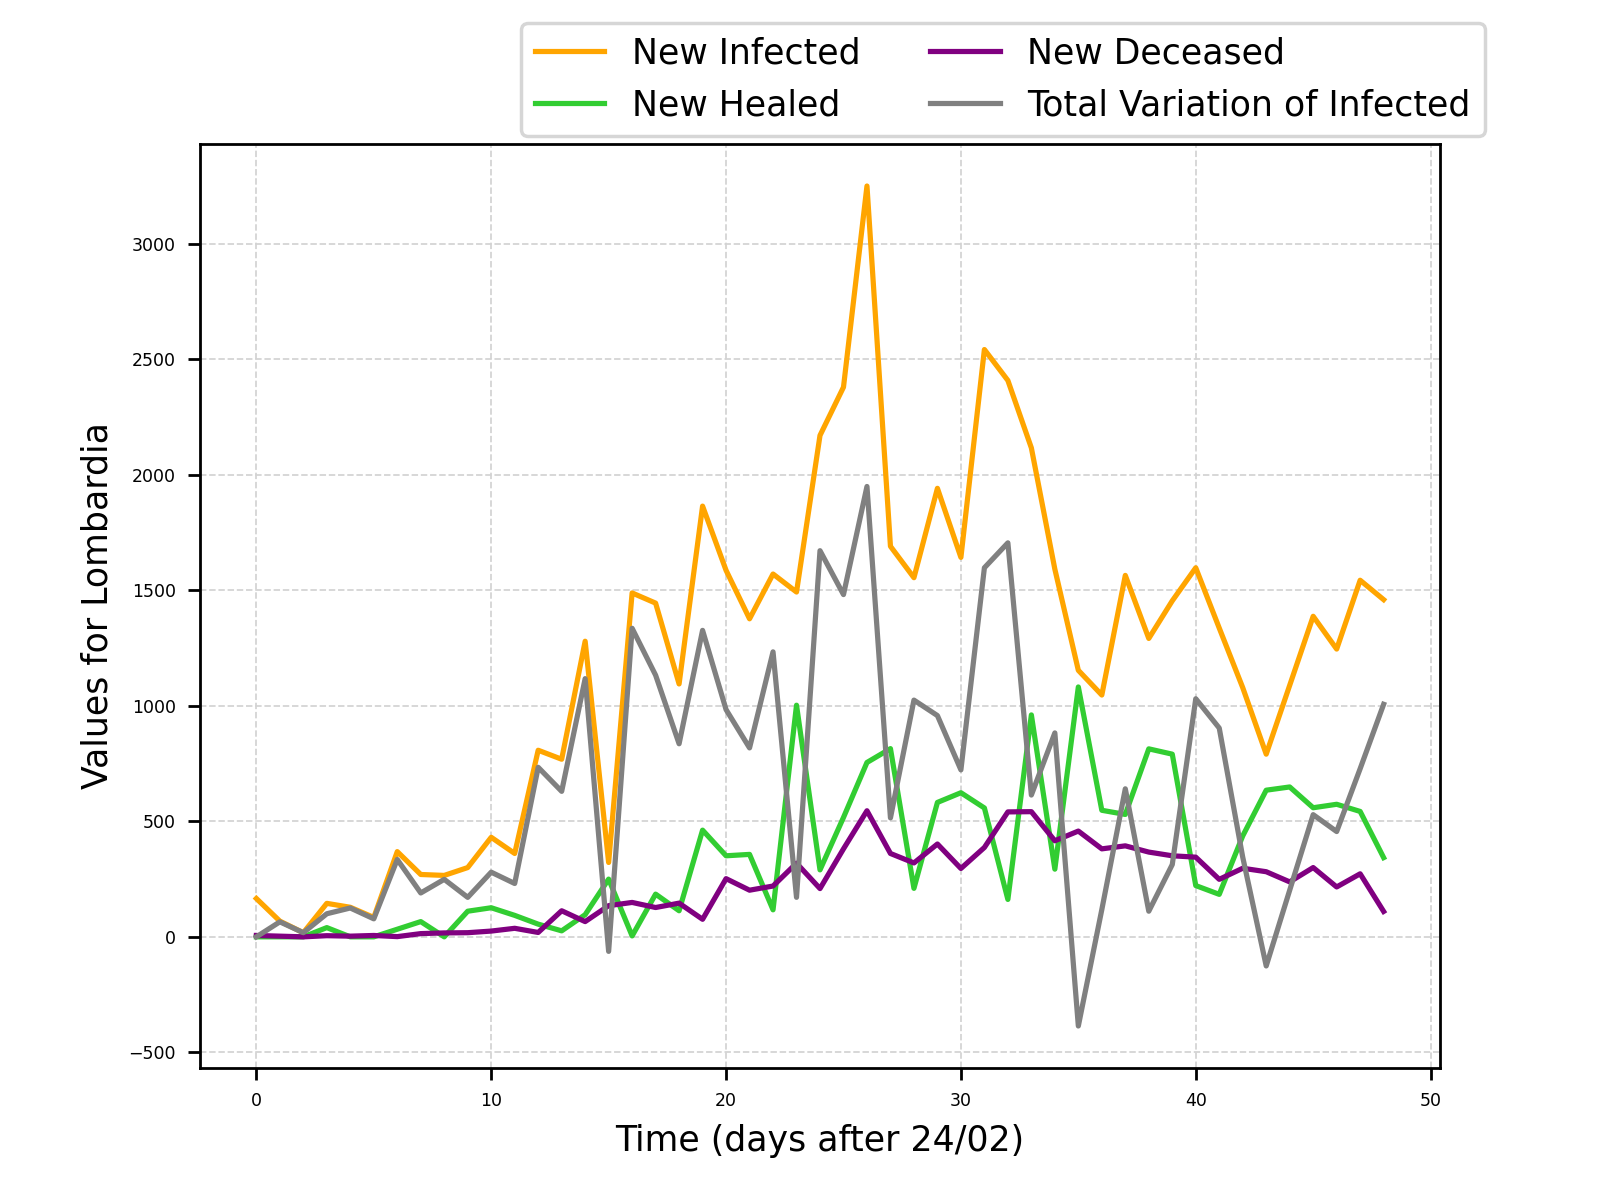 New Infected
New Healed
New Deceased
Total Variation of Infected
3000
2500
2000
1500
1000
500
0
−500
Values for Lombardia
0 10 20 30 40 50
Time (days after 24/02)